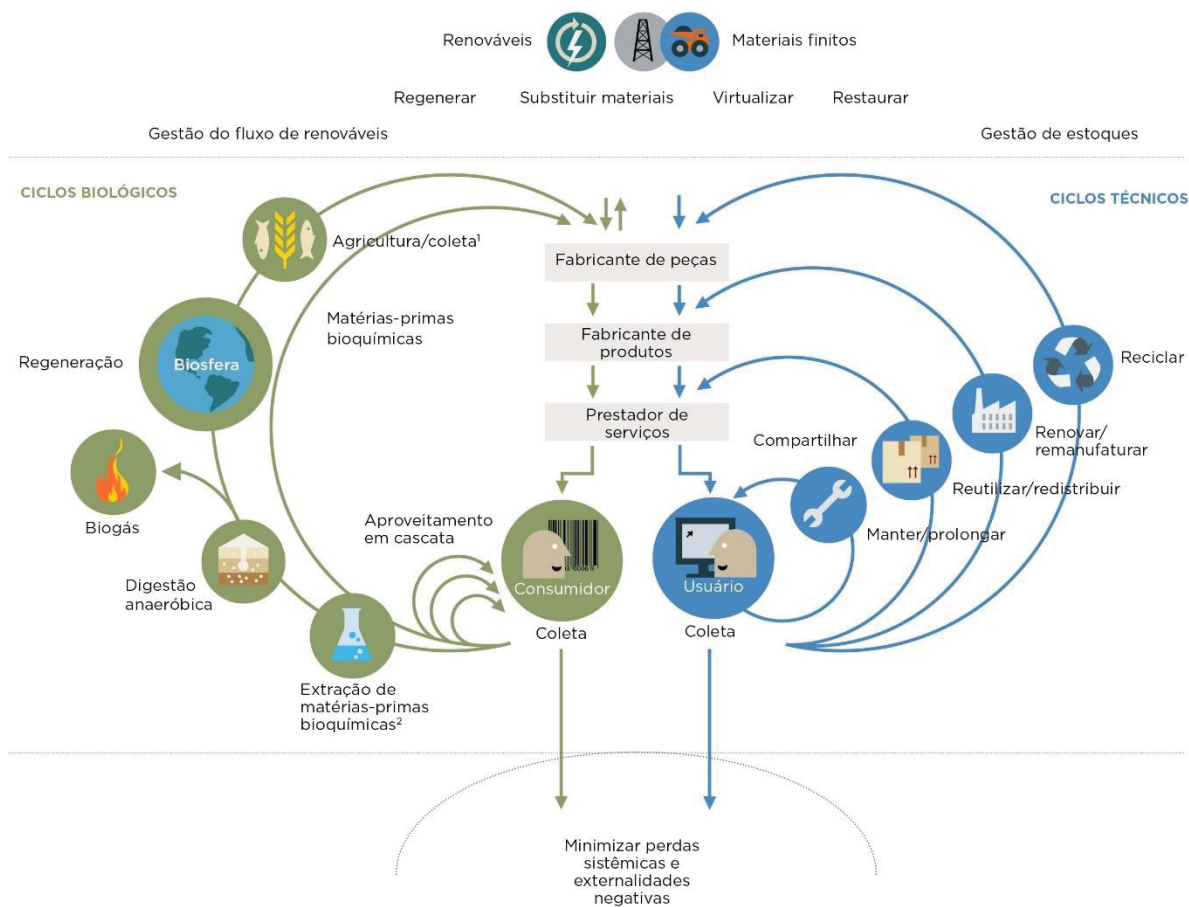 Renováveis
Materiais finitos
Regenerar
Substituir materiais
Virtualizar
Restaurar
Gestão do fluxo de renováveis
Gestão de estoques
CICLOS BIOLÓGICOS
CICLOS TÉCNICOS
Agricultura/coleta¹
Fabricante de peças
Matérias-primas
bioquímicas
Fabricante de
produtos
Regeneração
Biosfera
Reciclar
Prestador de
serviços
Compartilhar
Renovar/
remanufaturar
Reutilizar/redistribuir
Biogás
Aproveitamento
em cascata
Manter/prolongar
Digestão
anaeróbica
Consumidor
Usuário
Coleta
Coleta
Extração de
matérias-primas
bioquímicas²
Minimizar perdas
sistêmicas e
externalidades
negativas